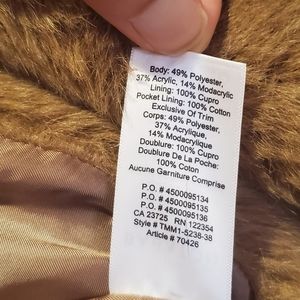 Body: 49% Polyester,
37% Acrylic, 14% Modacrylic
Lining: 100% Cupro
Pocket Lining: 100% Cotton
Exclusive Of Trim
Corps: 49% Polyester,
37% Acrylique,
14% Modacrylique
Doublure: 100% Cupro
Doublure De La Poche:
100% Coton
Aucune Garniture Comprise
P.O. # 4500095134
P.O. # 4500095135
P.O. # 4500095136
CA 23725 RN 122354
Style # TMM1-5238-38
Article # 70426